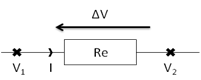 ΔV
Re
V₁ I V₂